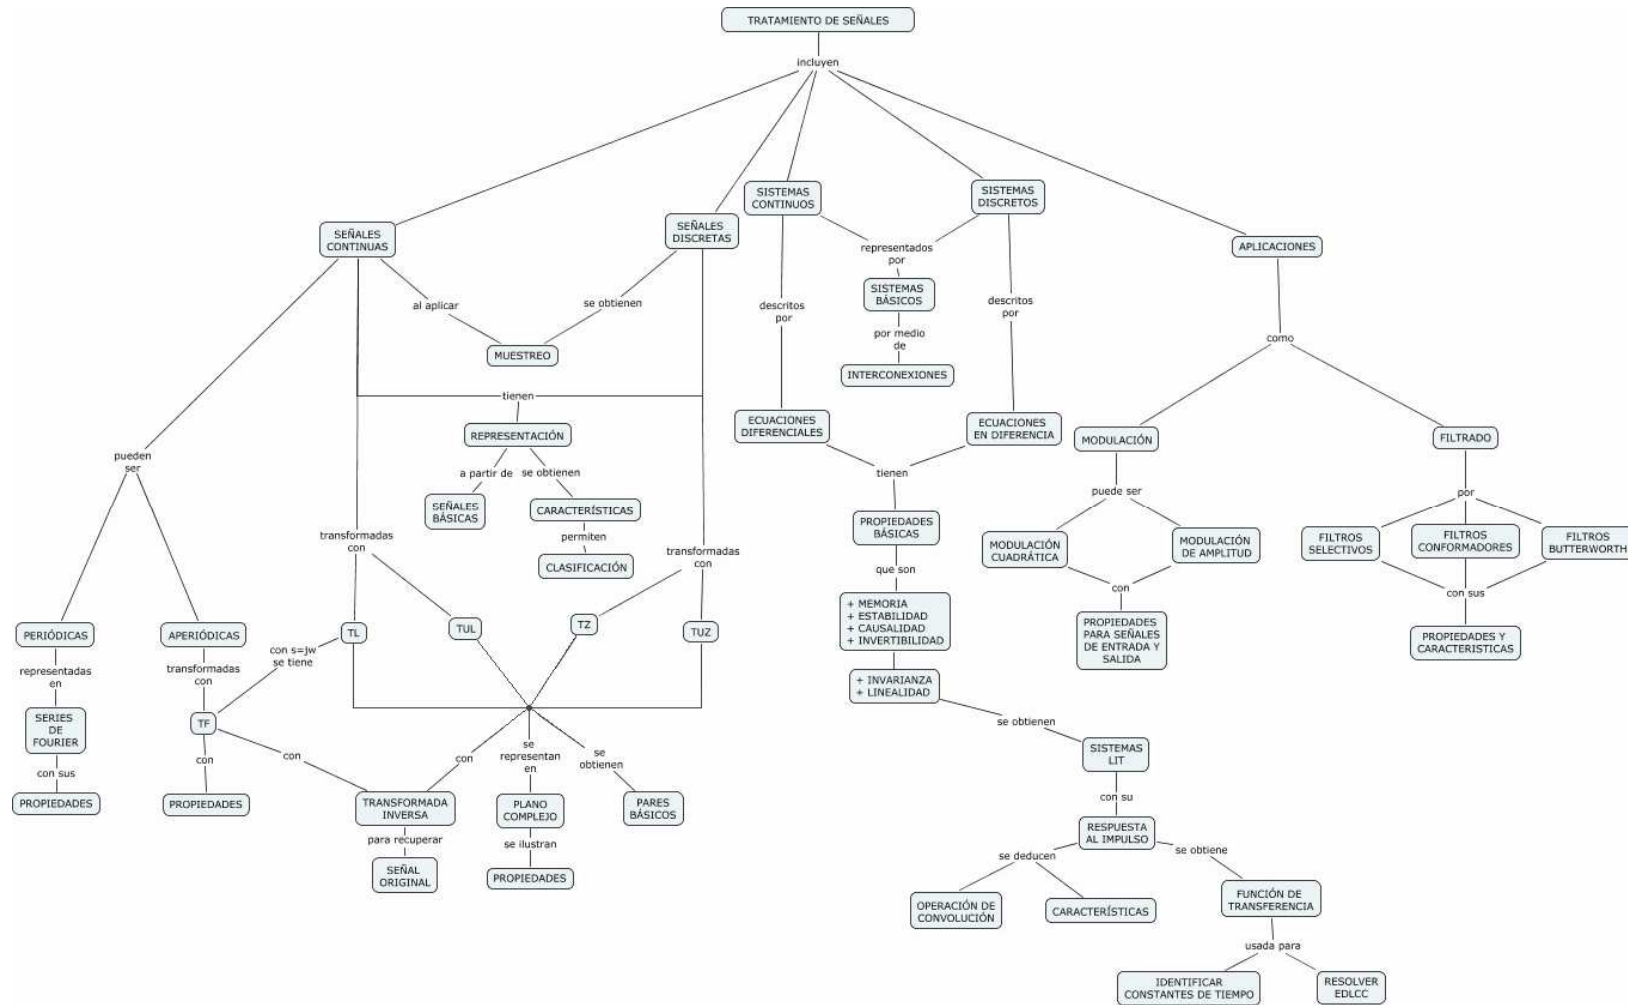 TRATAMIENTO DE SEÑALES
incluyen
SEÑALES
CONTINUAS
SEÑALES
DISCRETAS
SISTEMAS
CONTINUOS
SISTEMAS
DISCRETOS
APLICACIONES
al aplicar
se obtienen
MUESTREO
representados
por
SISTEMAS
BÁSICOS
por medio
de
INTERCONEXIONES
descritos
por
descritos
por
como
tienen
REPRESENTACIÓN
a partir de
se obtienen
SEÑALES
BÁSICAS
CARACTERÍSTICAS
permiten
CLASIFICACIÓN
ECUACIONES
DIFERENCIALES
ECUACIONES
EN DIFERENCIA
tienen
PROPIEDADES
BÁSICAS
que son
+ MEMORIA
+ ESTABILIDAD
+ CAUSALIDAD
+ INVERTIBILIDAD
+ INVARIANZA
+ LINEALIDAD
se obtienen
SISTEMAS
LIT
con su
RESPUESTA
AL IMPULSO
se deducen
se obtiene
OPERACIÓN DE
CONVOLUCIÓN
CARACTERÍSTICAS
FUNCIÓN DE
TRANSFERENCIA
usada para
IDENTIFICAR
CONSTANTES DE TIEMPO
RESOLVER
EDLCC
MODULACIÓN
puede ser
MODULACIÓN
CUADRÁTICA
MODULACIÓN
DE AMPLITUD
con
PROPIEDADES
PARA SEÑALES
DE ENTRADA Y
SALIDA
FILTRADO
por
FILTROS
SELECTIVOS
FILTROS
CONFORMADORES
FILTROS
BUTTERWORTH
con sus
PROPIEDADES Y
CARACTERISTICAS
pueden
ser
PERIÓDICAS
representadas
en
SERIES
DE
FOURIER
con sus
PROPIEDADES
APERIÓDICAS
transformadas
con
TF
con
PROPIEDADES
con
transformadas
con
TL
TUL
con s=jw
se tiene
transformadas
con
TZ
TUZ
con
TRANSFORMADA
INVERSA
para recuperar
SEÑAL
ORIGINAL
se
representan
en
PLANO
COMPLEJO
se ilustran
PROPIEDADES
se
obtienen
PARES
BÁSICOS